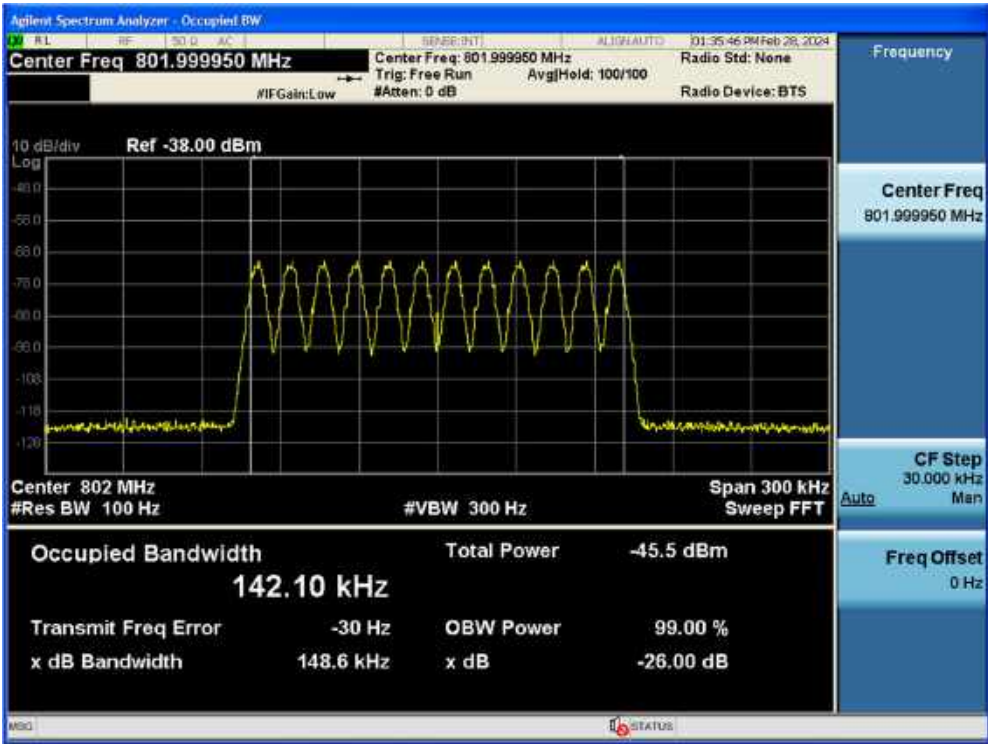 Agilent Spectrum Analyzer - Occupied BW
RL RF 50 Ω AC SENSE:INT ALIGN AUTO 01:35:46 PM Feb 28, 2024
Center Freq 801.999950 MHz
Center Freq: 801.999950 MHz
Radio Std: None
Trig: Free Run Avg|Hold: 100/100
#IFGain:Low
#Atten: 0 dB
Radio Device: BTS
10 dB/div Ref -38.00 dBm
Log
-48.0
-58.0
-68.0
-78.0
-88.0
-98.0
-108
-118
-128
Center 802 MHz Span 300 kHz
#Res BW 100 Hz #VBW 300 Hz Sweep FFT
Occupied Bandwidth Total Power -45.5 dBm
142.10 kHz
Transmit Freq Error -30 Hz OBW Power 99.00 %
x dB Bandwidth 148.6 kHz x dB -26.00 dB
MSG STATUS
Frequency
Center Freq
801.999950 MHz
CF Step
30.000 kHz
Auto Man
Freq Offset
0 Hz